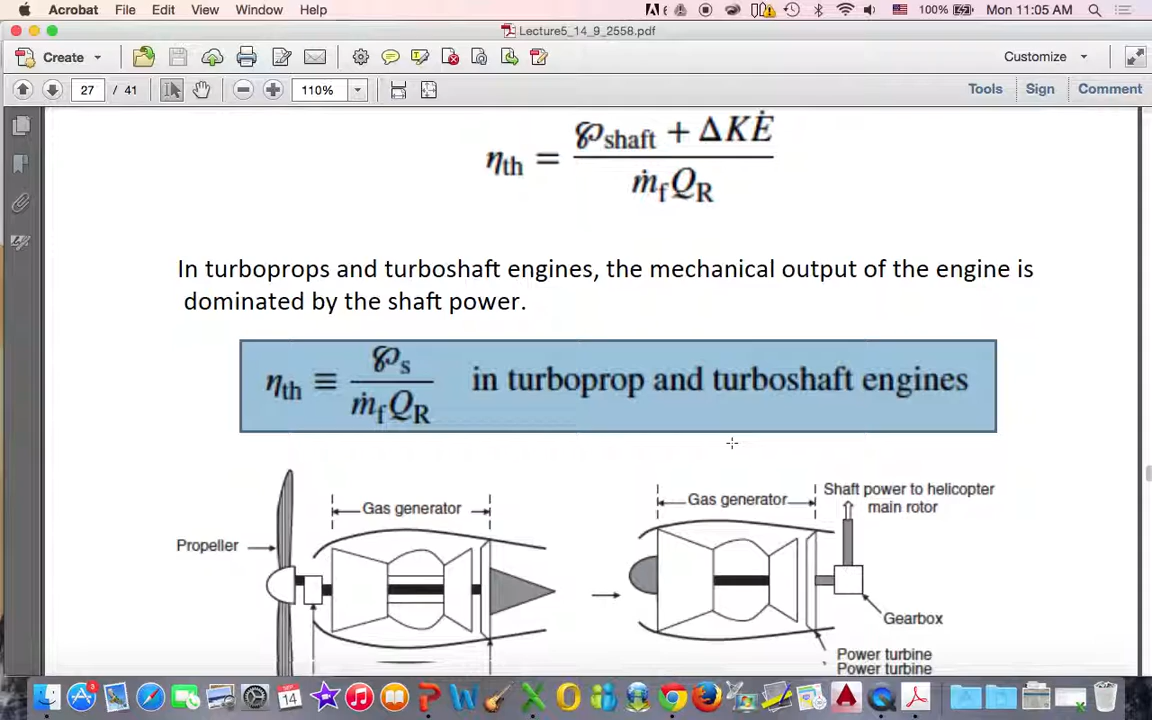 Acrobat File Edit View Window Help 100% Mon 11:05 AM
Lecture5_14_9_2558.pdf
Create Customize
27 / 41 110% Tools Sign Comment
η_th = (℘_shaft + ΔKĖ) / (ṁ_f Q_R)
In turboprops and turboshaft engines, the mechanical output of the engine is
dominated by the shaft power.
η_th ≡ ℘_s / (ṁ_f Q_R) in turboprop and turboshaft engines
Gas generator
Propeller
Gas generator
Shaft power to helicopter
main rotor
Gearbox
Power turbine
Power turbine